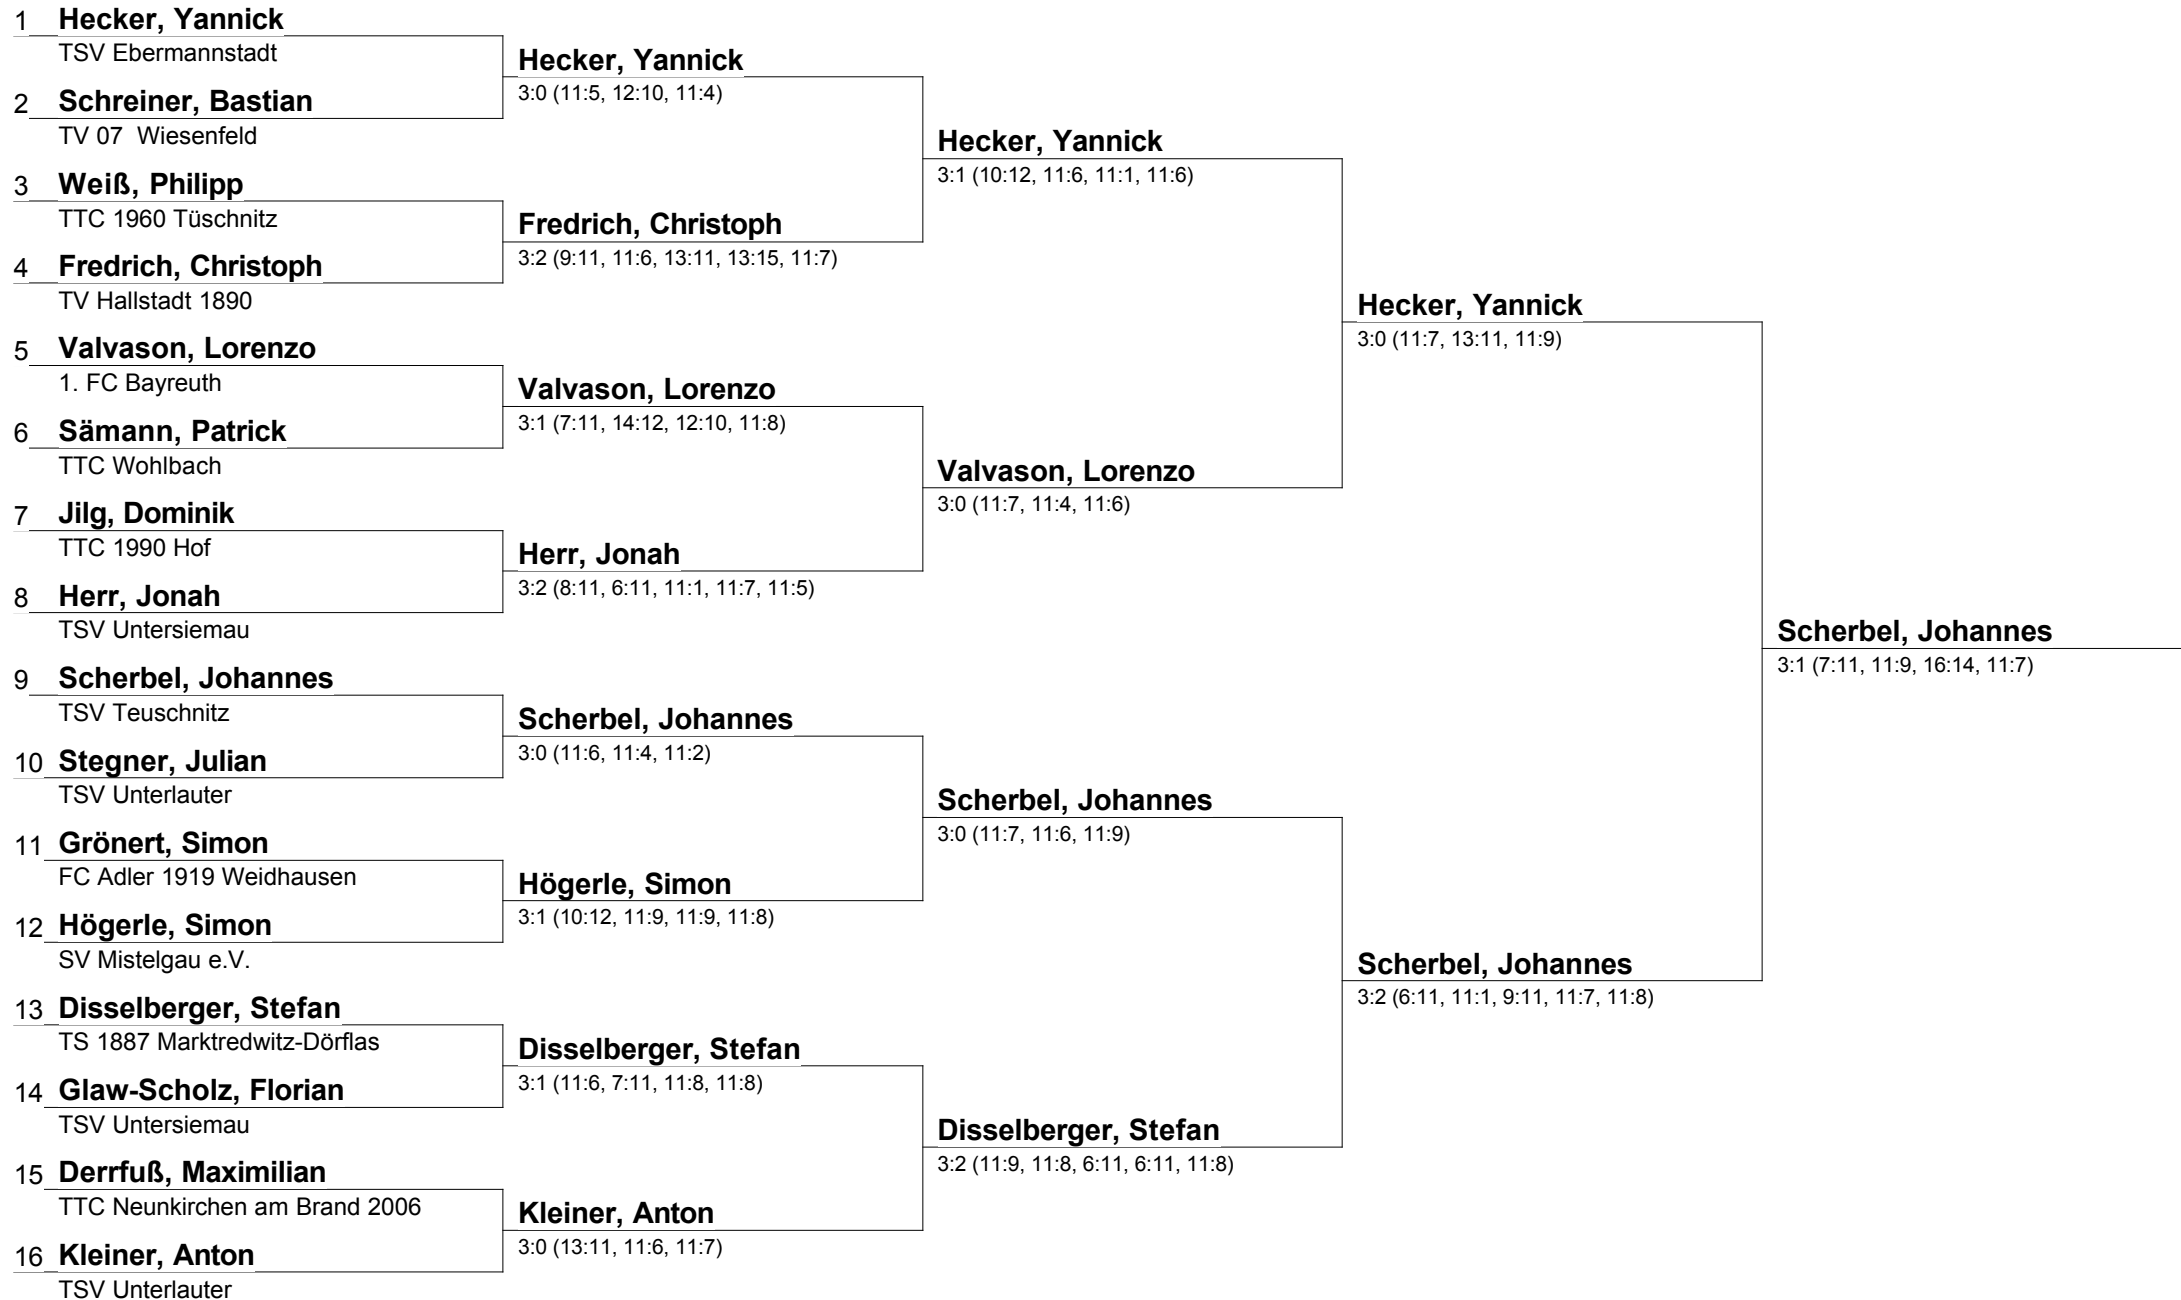 1 Hecker, Yannick
TSV Ebermannstadt
2 Schreiner, Bastian
TV 07  Wiesenfeld
3 Weiß, Philipp
TTC 1960 Tüschnitz
4 Fredrich, Christoph
TV Hallstadt 1890
5 Valvason, Lorenzo
1. FC Bayreuth
6 Sämann, Patrick
TTC Wohlbach
7 Jilg, Dominik
TTC 1990 Hof
8 Herr, Jonah
TSV Untersiemau
9 Scherbel, Johannes
TSV Teuschnitz
10 Stegner, Julian
TSV Unterlauter
11 Grönert, Simon
FC Adler 1919 Weidhausen
12 Högerle, Simon
SV Mistelgau e.V.
13 Disselberger, Stefan
TS 1887 Marktredwitz-Dörflas
14 Glaw-Scholz, Florian
TSV Untersiemau
15 Derrfuß, Maximilian
TTC Neunkirchen am Brand 2006
16 Kleiner, Anton
TSV Unterlauter
Hecker, Yannick
3:0 (11:5, 12:10, 11:4)
Fredrich, Christoph
3:2 (9:11, 11:6, 13:11, 13:15, 11:7)
Valvason, Lorenzo
3:1 (7:11, 14:12, 12:10, 11:8)
Herr, Jonah
3:2 (8:11, 6:11, 11:1, 11:7, 11:5)
Scherbel, Johannes
3:0 (11:6, 11:4, 11:2)
Högerle, Simon
3:1 (10:12, 11:9, 11:9, 11:8)
Disselberger, Stefan
3:1 (11:6, 7:11, 11:8, 11:8)
Kleiner, Anton
3:0 (13:11, 11:6, 11:7)
Hecker, Yannick
3:1 (10:12, 11:6, 11:1, 11:6)
Valvason, Lorenzo
3:0 (11:7, 11:4, 11:6)
Scherbel, Johannes
3:0 (11:7, 11:6, 11:9)
Disselberger, Stefan
3:2 (11:9, 11:8, 6:11, 6:11, 11:8)
Hecker, Yannick
3:0 (11:7, 13:11, 11:9)
Scherbel, Johannes
3:2 (6:11, 11:1, 9:11, 11:7, 11:8)
Scherbel, Johannes
3:1 (7:11, 11:9, 16:14, 11:7)